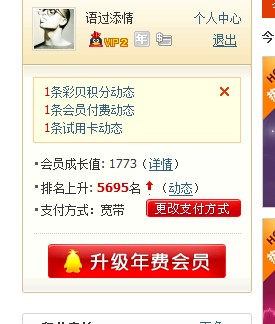 语过添情
个人中心
VIP2 年
退出
1条彩贝积分动态
1条会员付费动态
1条试用卡动态
会员成长值: 1773（详情）
排名上升: 5695名（动态）
支付方式: 宽带 更改支付方式
升级年费会员
今